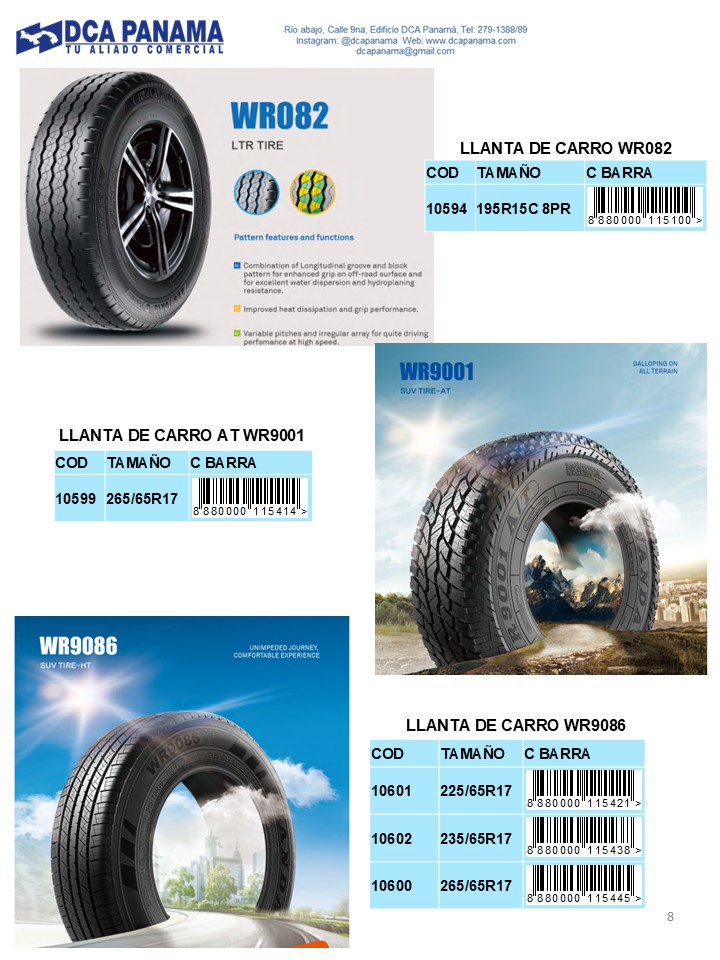 DCA PANAMA
TU ALIADO COMERCIAL
Río abajo, Calle 9na, Edificio DCA Panamá, Tel: 279-1388/89
Instagram: @dcapanama Web: www.dcapanama.com
dcapanama@gmail.com
WR082
LTR TIRE
Pattern features and functions
Combination of Longitudinal groove and block
pattern for enhanced grip on off-road surface and
for excellent water dispersion and hydroplaning
resistance.
Improved heat dissipation and grip performance.
Variable pitches and irregular array for quite driving
perfomance at high speed.
LLANTA DE CARRO WR082
COD TAMAÑO C BARRA
10594 195R15C 8PR
8 880000 115100 >
WR9001
SUV TIRE-AT
GALLOPING ON
ALL TERRAIN
R9001 A/T
WANDA
LLANTA DE CARRO A T WR9001
COD TAMAÑO C BARRA
10599 265/65R17
8 880000 115414 >
WR9086
SUV TIRE-HT
UNIMPEDED JOURNEY,
COMFORTABLE EXPERIENCE
WR9086
LLANTA DE CARRO WR9086
COD TAMAÑO C BARRA
10601 225/65R17
8 880000 115421 >
10602 235/65R17
8 880000 115438 >
10600 265/65R17
8 880000 115445 >
8